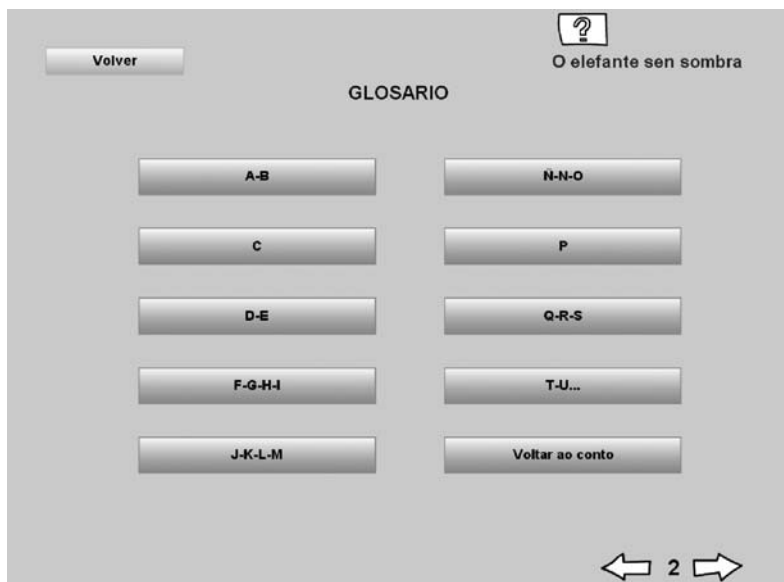 ?
Volver
O elefante sen sombra
GLOSARIO
A-B
Ñ-N-O
C
P
D-E
Q-R-S
F-G-H-I
T-U...
J-K-L-M
Voltar ao conto
2